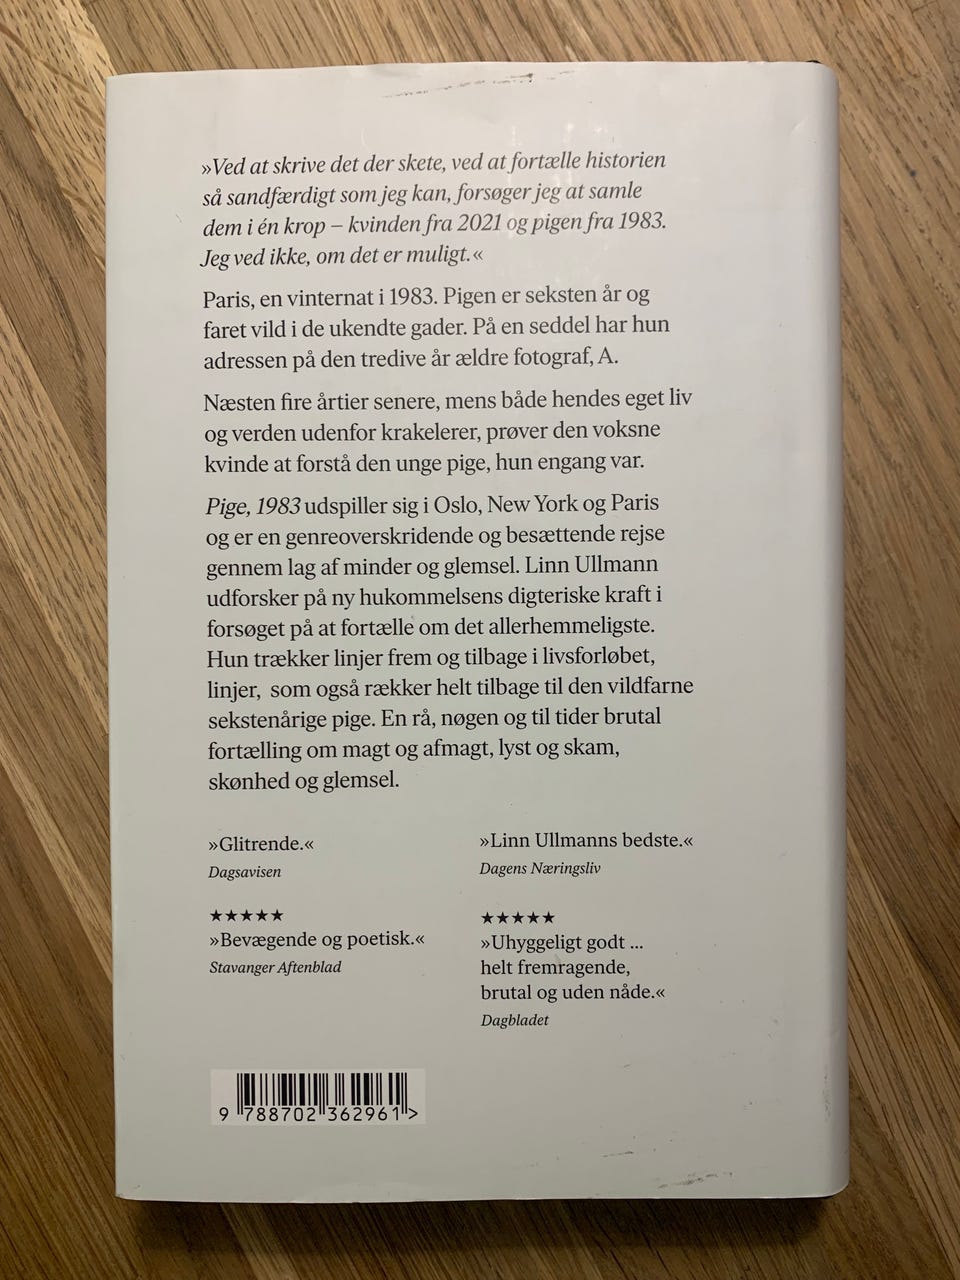 »Ved at skrive det der skete, ved at fortælle historien
så sandfærdigt som jeg kan, forsøger jeg at samle
dem i én krop – kvinden fra 2021 og pigen fra 1983.
Jeg ved ikke, om det er muligt.«
Paris, en vinternat i 1983. Pigen er seksten år og
faret vild i de ukendte gader. På en seddel har hun
adressen på den tredive år ældre fotograf, A.
Næsten fire årtier senere, mens både hendes eget liv
og verden udenfor krakelerer, prøver den voksne
kvinde at forstå den unge pige, hun engang var.
Pige, 1983 udspiller sig i Oslo, New York og Paris
og er en genreoverskridende og besættende rejse
gennem lag af minder og glemsel. Linn Ullmann
udforsker på ny hukommelsens digteriske kraft i
forsøget på at fortælle om det allerhemmeligste.
Hun trækker linjer frem og tilbage i livsforløbet,
linjer, som også rækker helt tilbage til den vildfarne
sekstenårige pige. En rå, nøgen og til tider brutal
fortælling om magt og afmagt, lyst og skam,
skønhed og glemsel.
»Glitrende.«
Dagsavisen
★★★★★
»Bevægende og poetisk.«
Stavanger Aftenblad
»Linn Ullmanns bedste.«
Dagens Næringsliv
★★★★★
»Uhyggeligt godt ...
helt fremragende,
brutal og uden nåde.«
Dagbladet
9 788702 362961 >